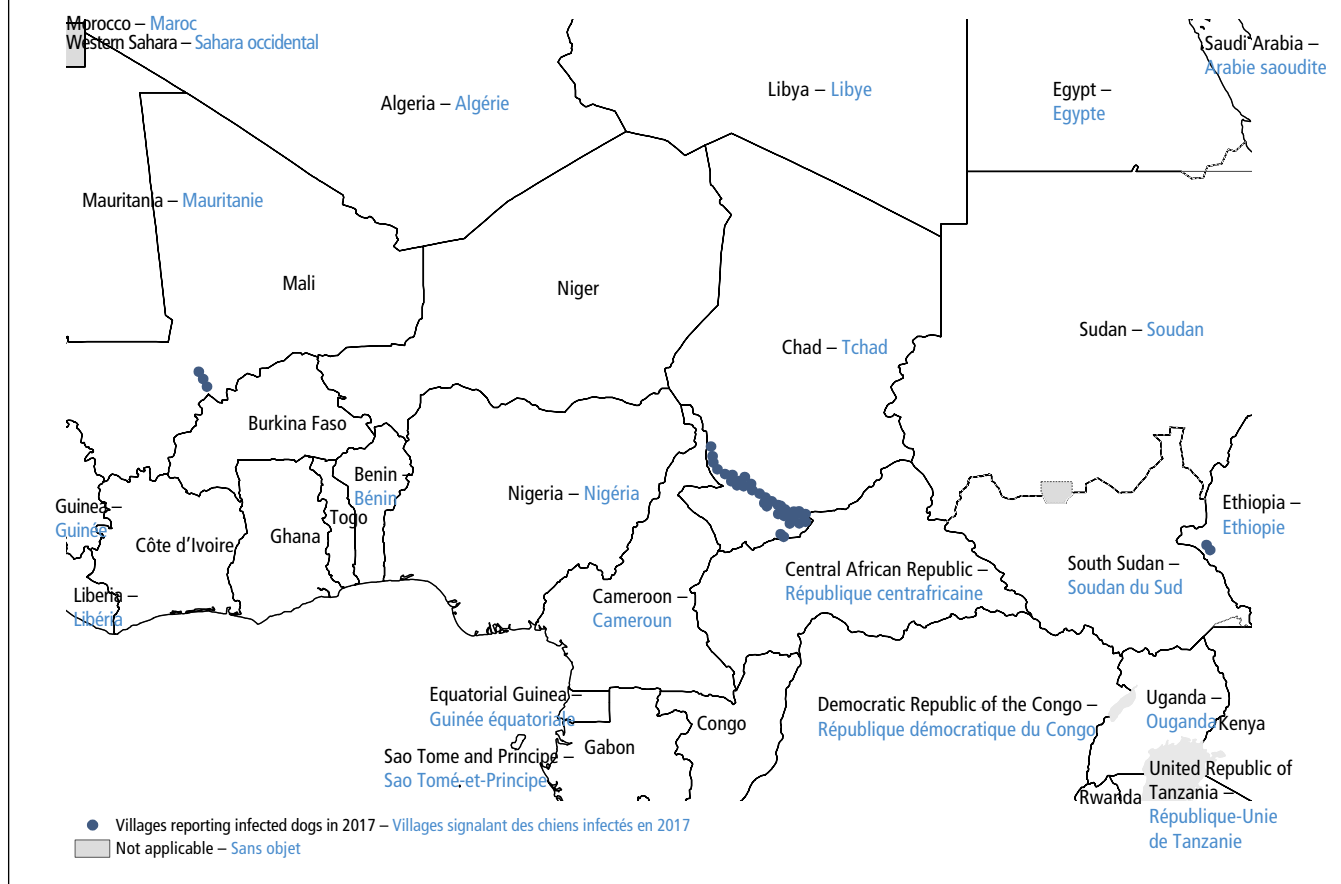 Morocco – Maroc
Western Sahara – Sahara occidental
Saudi Arabia –
Arabie saoudite
Algeria – Algérie
Libya – Libye
Egypt –
Egypte
Mauritania – Mauritanie
Mali
Niger
Chad – Tchad
Sudan – Soudan
Burkina Faso
Benin –
Bénin
Nigeria – Nigéria
Togo
Ghana
Côte d’Ivoire
Guinea –
Guinée
Liberia –
Libéria
Ethiopia –
Ethiopie
South Sudan –
Soudan du Sud
Central African Republic –
République centrafricaine
Cameroon –
Cameroun
Equatorial Guinea –
Guinée équatoriale
Sao Tome and Principe –
Sao Tomé-et-Principe
Gabon
Congo
Democratic Republic of the Congo –
République démocratique du Congo
Uganda –
Ouganda
Kenya
Rwanda
United Republic of
Tanzania –
République-Unie
de Tanzanie
Villages reporting infected dogs in 2017 – Villages signalant des chiens infectés en 2017
Not applicable – Sans objet